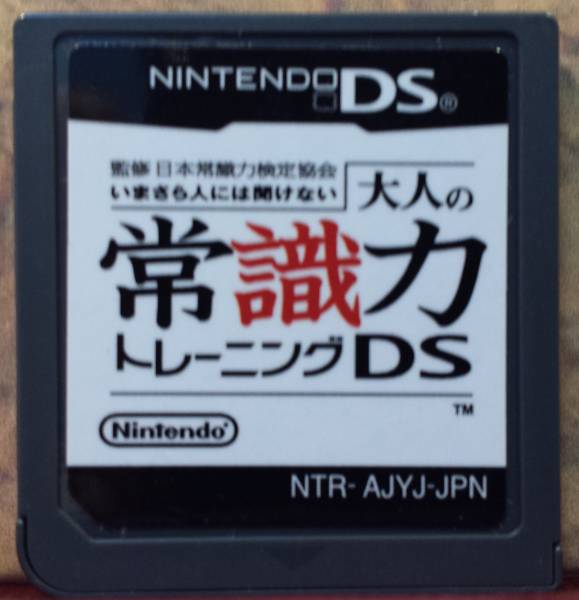 NINTENDO DS®
監修 日本常識力検定協会
いまさら人には聞けない
大人の
常識力
トレーニングDS
TM
Nintendo®
NTR- AJYJ-JPN